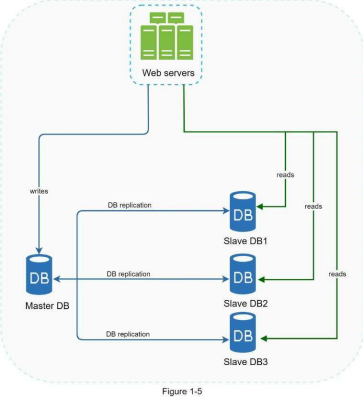 Web servers
writes
reads
reads
reads
DB replication
DB
Slave DB1
DB replication
DB
Master DB
DB
Slave DB2
DB replication
DB
Slave DB3
Figure 1-5